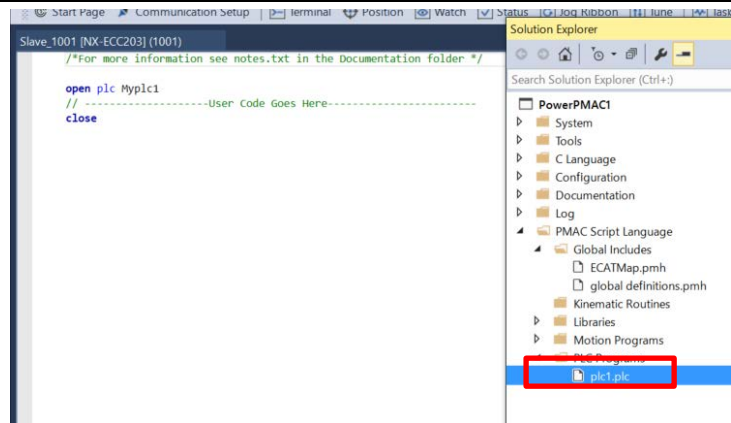 Start Page Communication Setup Terminal Position Watch Status Jog Ribbon Tune Task
Slave_1001 [NX-ECC203] (1001)
/*For more information see notes.txt in the Documentation folder */
open plc Myplc1
// --------------------User Code Goes Here------------------------
close
Solution Explorer
Search Solution Explorer (Ctrl+:)
PowerPMAC1
System
Tools
C Language
Configuration
Documentation
Log
PMAC Script Language
Global Includes
ECATMap.pmh
global definitions.pmh
Kinematic Routines
Libraries
Motion Programs
PLC Programs
plc1.plc